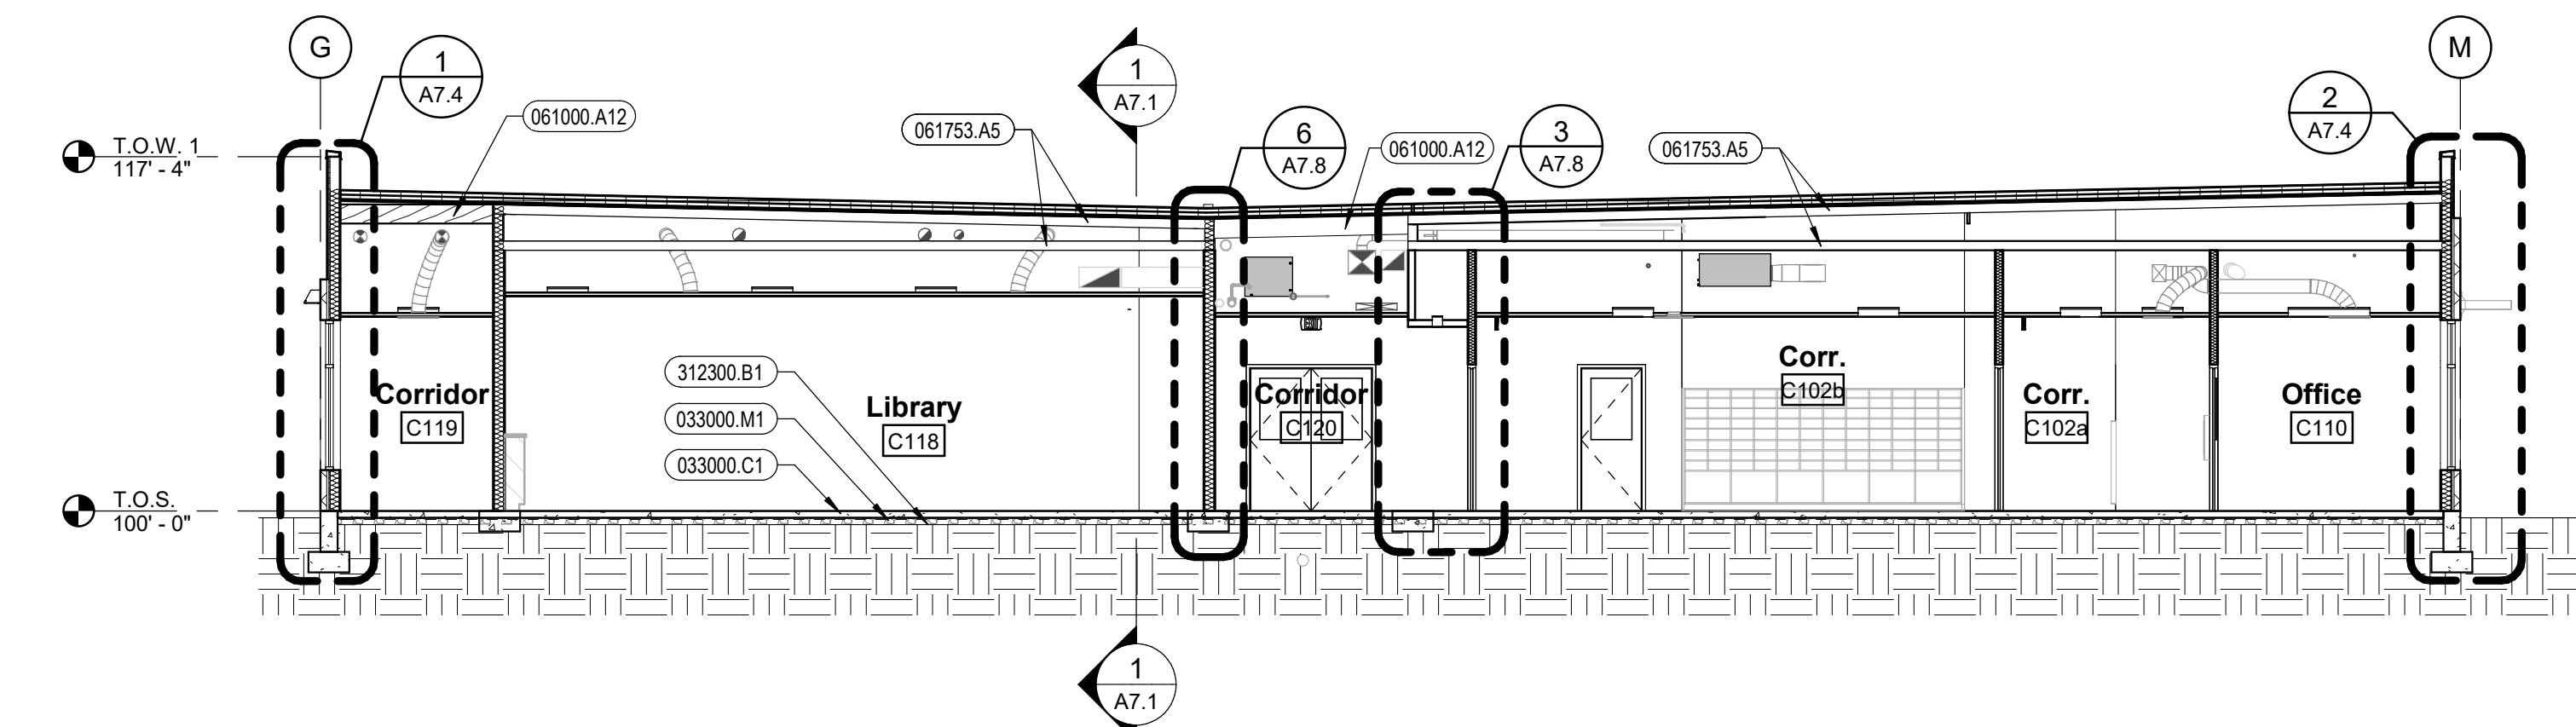 G
1
A7.4
061000.A12
061753.A5
1
A7.1
6
A7.8
061000.A12
3
A7.8
061753.A5
2
A7.4
M
T.O.W. 1
117' - 4"
312300.B1
033000.M1
033000.C1
Corridor
C119
Library
C118
Corridor
C120
Corr.
C102b
Corr.
C102a
Office
C110
T.O.S.
100' - 0"
1
A7.1